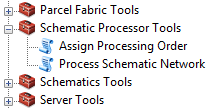 Parcel Fabric Tools
Schematic Processor Tools
Assign Processing Order
Process Schematic Network
Schematics Tools
Server Tools